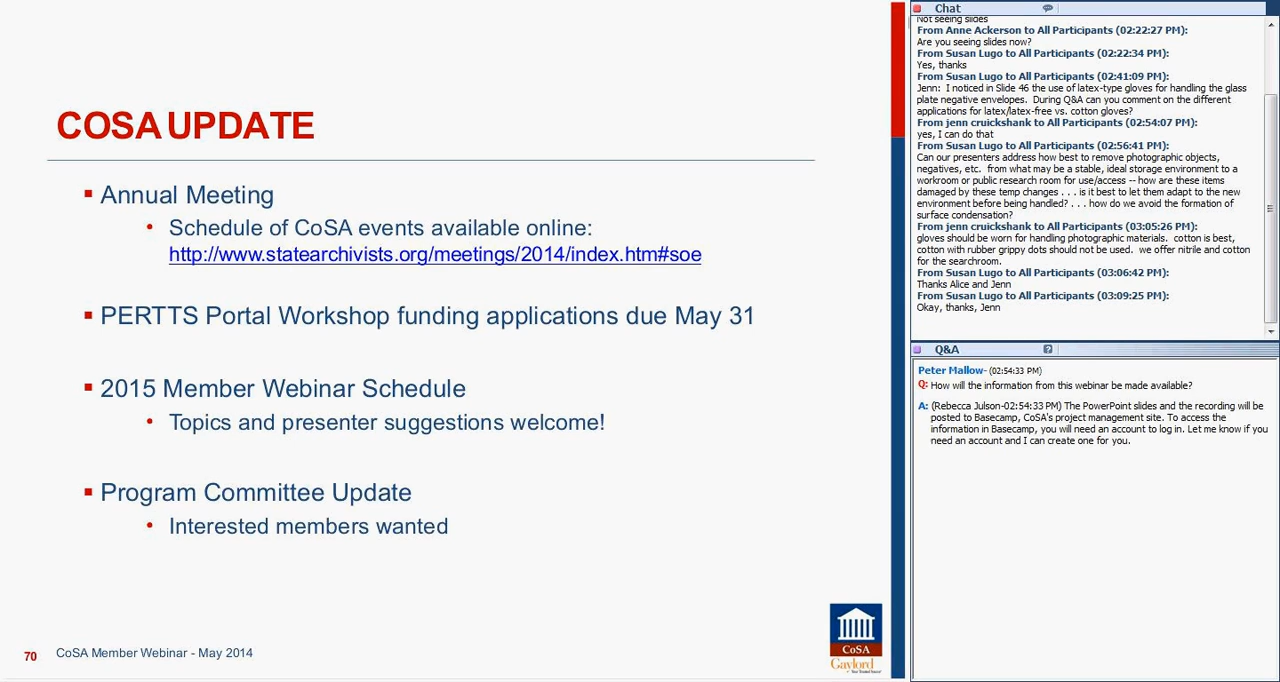 COSA UPDATE
Annual Meeting
Schedule of CoSA events available online:
http://www.statearchivists.org/meetings/2014/index.htm#soe
PERTTS Portal Workshop funding applications due May 31
2015 Member Webinar Schedule
Topics and presenter suggestions welcome!
Program Committee Update
Interested members wanted
70 CoSA Member Webinar - May 2014
CoSA
Gaylord
Chat
Not seeing slides
From Anne Ackerson to All Participants (02:22:27 PM):
Are you seeing slides now?
From Susan Lugo to All Participants (02:22:34 PM):
Yes, thanks
From Susan Lugo to All Participants (02:41:09 PM):
Jenn: I noticed in Slide 46 the use of latex-type gloves for handling the glass
plate negative envelopes. During Q&A can you comment on the different
applications for latex/latex-free vs. cotton gloves?
From jenn cruickshank to All Participants (02:54:07 PM):
yes, I can do that
From Susan Lugo to All Participants (02:56:41 PM):
Can our presenters address how best to remove photographic objects,
negatives, etc. from what may be a stable, ideal storage environment to a
workroom or public research room for use/access -- how are these items
damaged by these temp changes . . . is it best to let them adapt to the new
environment before being handled? . . . how do we avoid the formation of
surface condensation?
From jenn cruickshank to All Participants (03:05:26 PM):
gloves should be worn for handling photographic materials. cotton is best,
cotton with rubber grippy dots should not be used. we offer nitrile and cotton
for the searchroom.
From Susan Lugo to All Participants (03:06:42 PM):
Thanks Alice and Jenn
From Susan Lugo to All Participants (03:09:25 PM):
Okay, thanks, Jenn
Q&A
Peter Mallow- (02:54:33 PM)
Q: How will the information from this webinar be made available?
A: (Rebecca Julson-02:54:33 PM) The PowerPoint slides and the recording will be
posted to Basecamp, CoSA's project management site. To access the
information in Basecamp, you will need an account to log in. Let me know if you
need an account and I can create one for you.